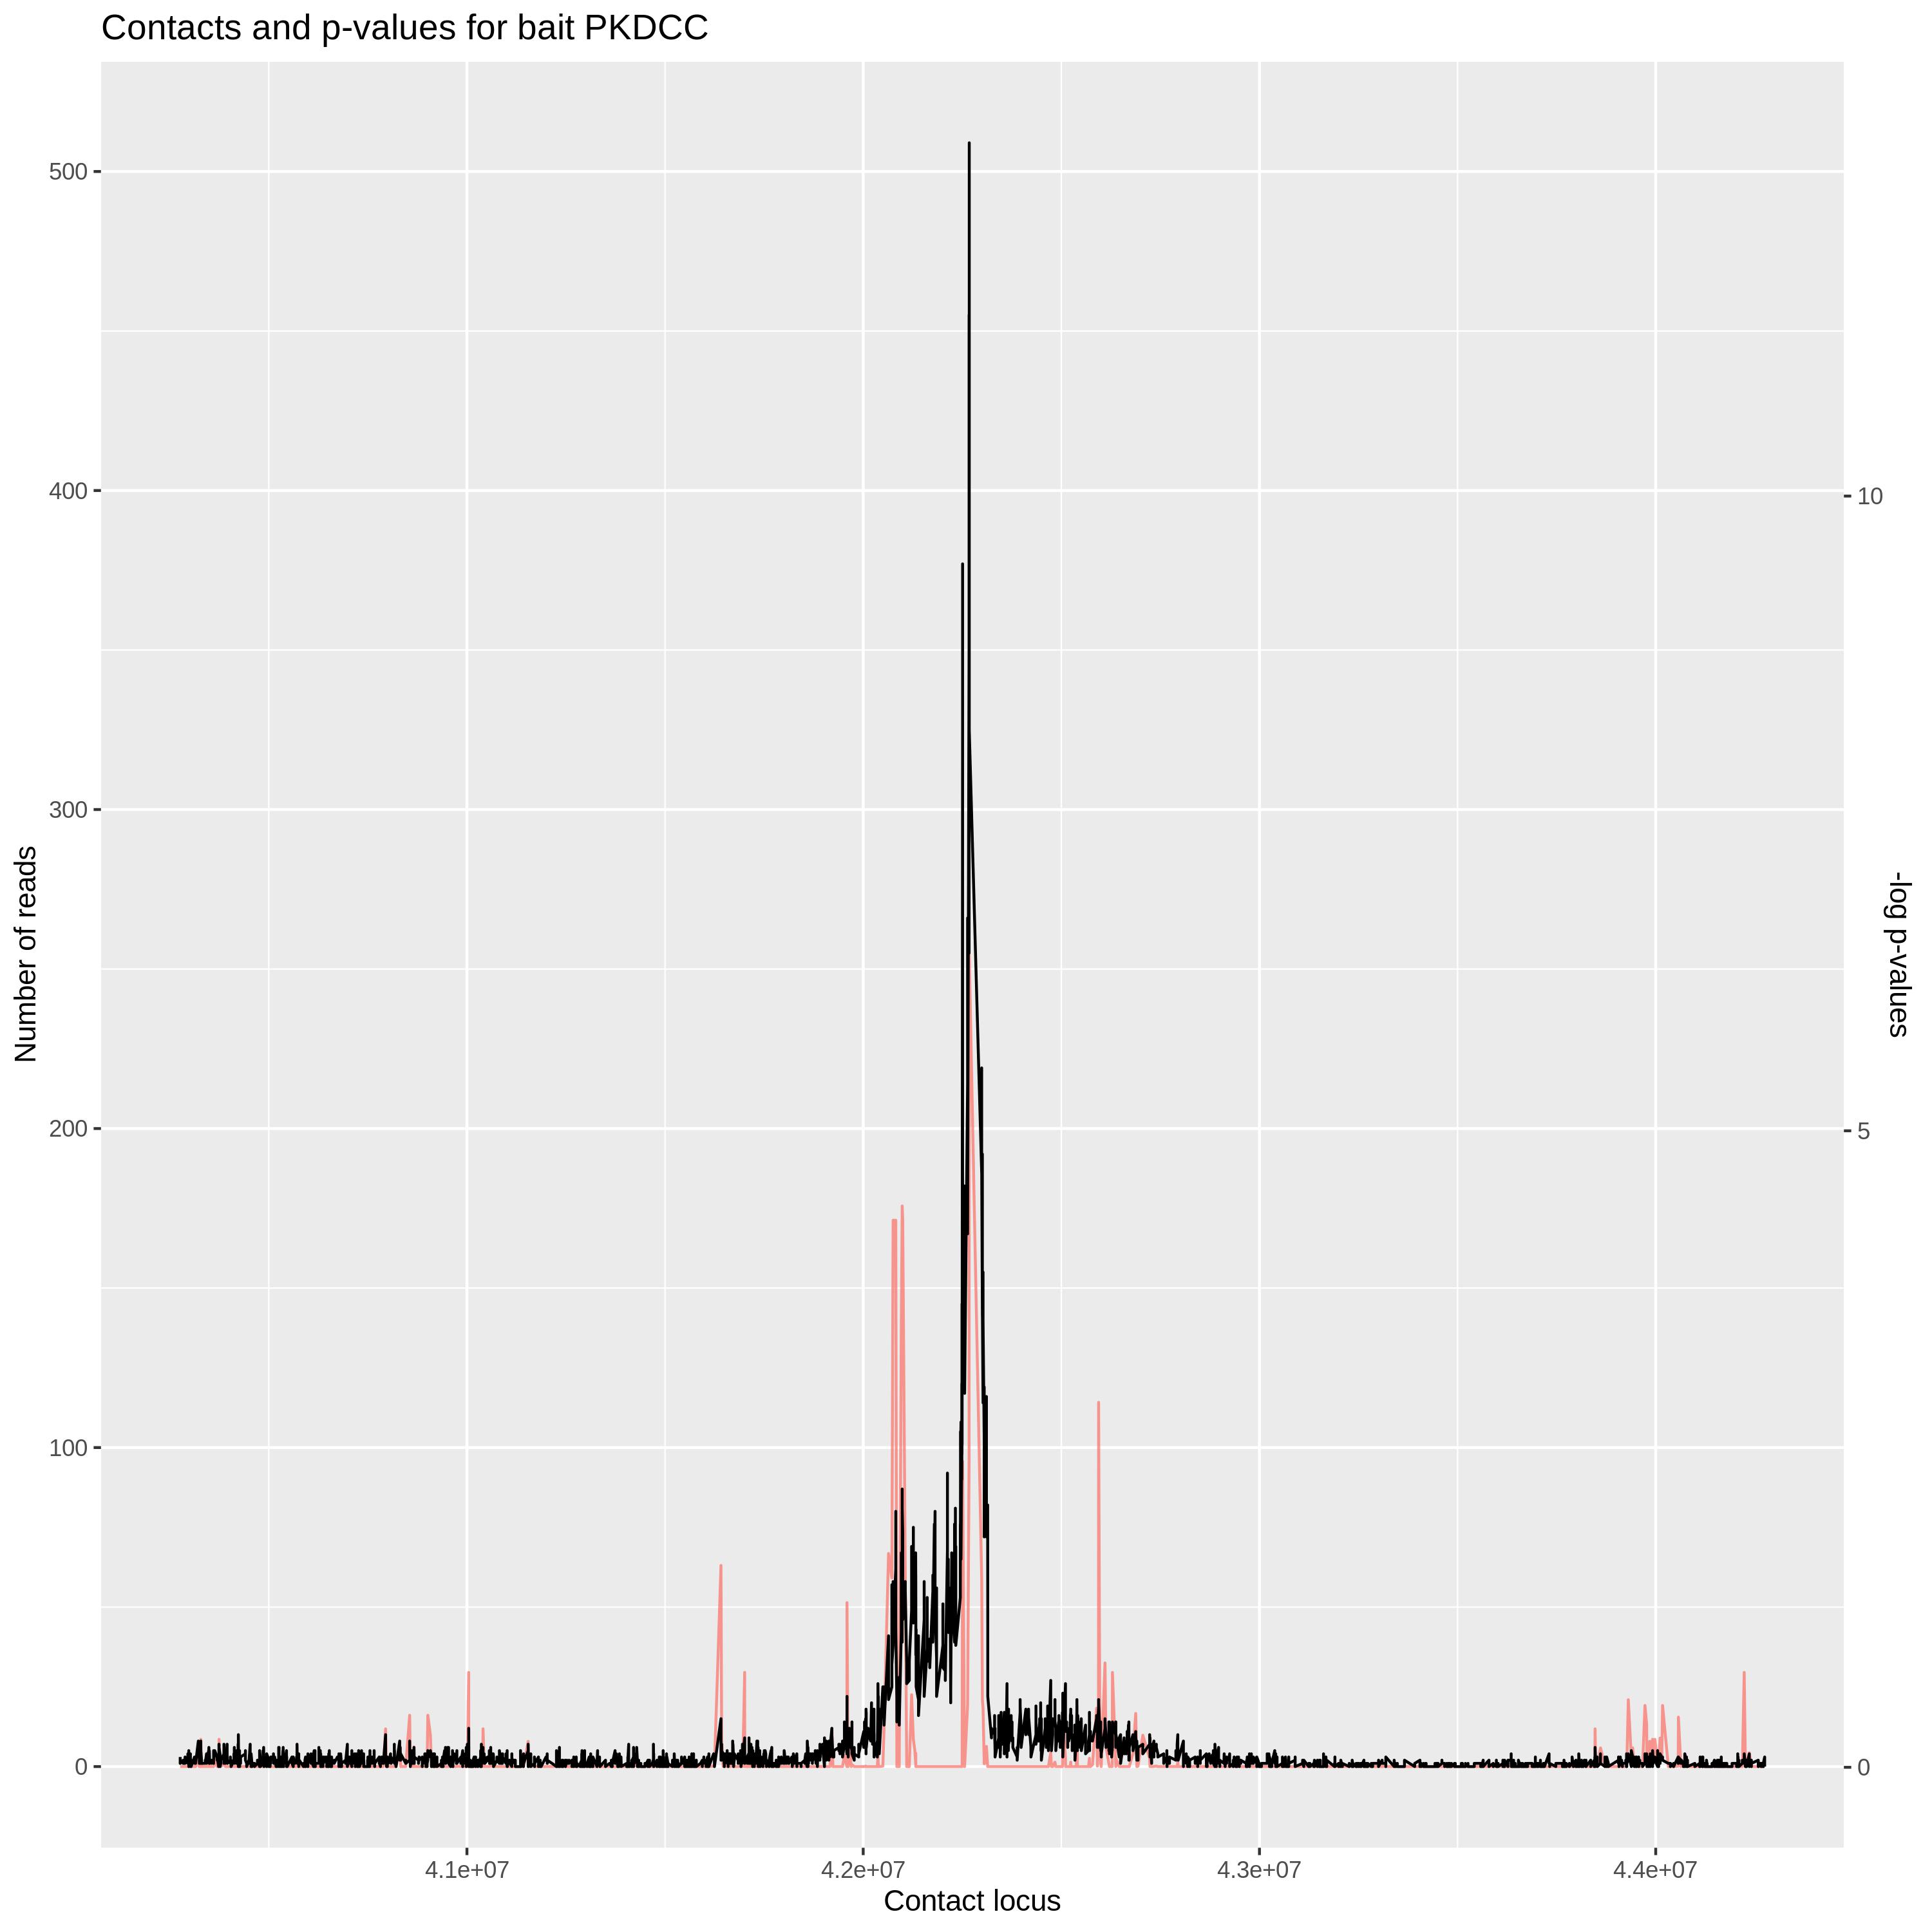 Contacts and p-values for bait PKDCC
500
400
300
200
100
0
Number of reads
10
5
0
-log p-values
4.1e+07
4.2e+07
4.3e+07
4.4e+07
Contact locus